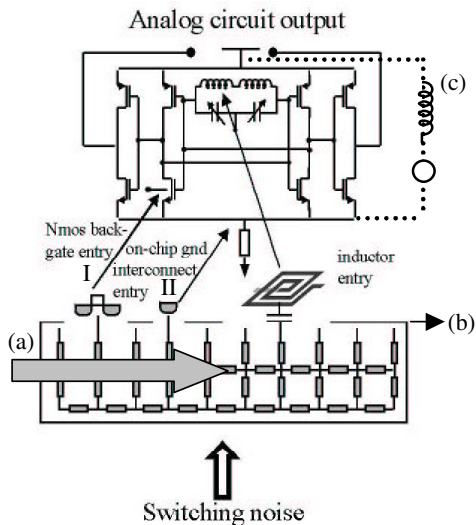 Analog circuit output
(c)
Nmos back-
gate entry
I
on-chip gnd
interconnect
entry II
inductor
entry
(a)
(b)
Switching noise